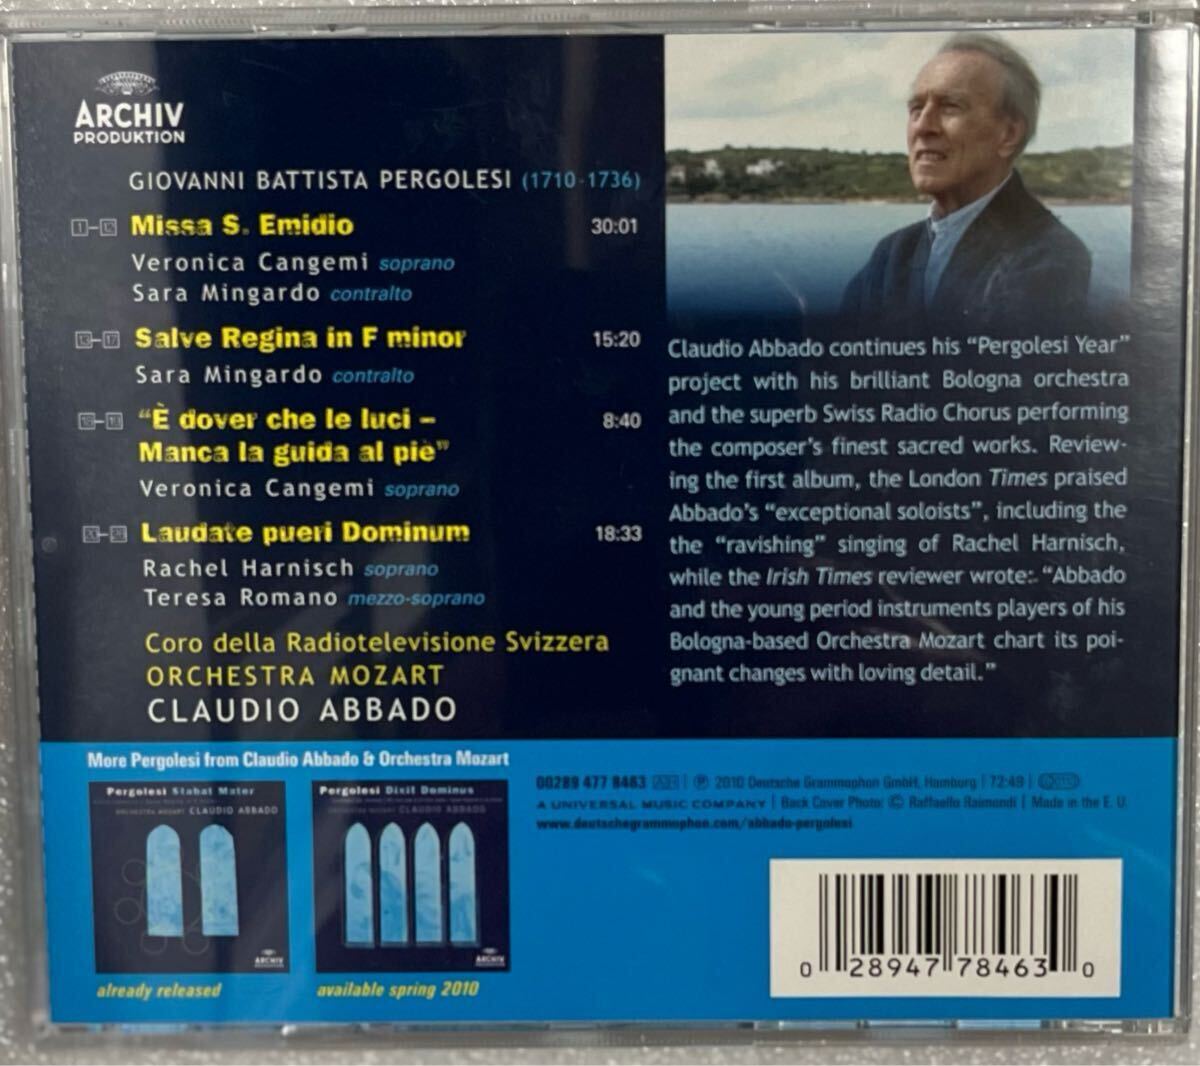 ARCHIV
PRODUKTION
GIOVANNI BATTISTA PERGOLESI (1710-1736)
1–12 Missa S. Emidio 30:01
Veronica Cangemi soprano
Sara Mingardo contralto
13–17 Salve Regina in F minor 15:20
Sara Mingardo contralto
18–19 “È dover che le luci – 8:40
Manca la guida al piè”
Veronica Cangemi soprano
Laudate pueri Dominum 18:33
Rachel Harnisch soprano
Teresa Romano mezzo-soprano
Coro della Radiotelevisione Svizzera
ORCHESTRA MOZART
CLAUDIO ABBADO
Claudio Abbado continues his “Pergolesi Year”
project with his brilliant Bologna orchestra
and the superb Swiss Radio Chorus performing
the composer’s finest sacred works. Review-
ing the first album, the London Times praised
Abbado’s “exceptional soloists”, including the
the “ravishing” singing of Rachel Harnisch,
while the Irish Times reviewer wrote: “Abbado
and the young period instruments players of his
Bologna-based Orchestra Mozart chart its poi-
gnant changes with loving detail.”
More Pergolesi from Claudio Abbado & Orchestra Mozart
Pergolesi Stabat Mater
ORCHESTRA MOZART CLAUDIO ABBADO
ARCHIV
already released
Pergolesi Dixit Dominus
ORCHESTRA MOZART CLAUDIO ABBADO
ARCHIV
available spring 2010
00289 477 8463 | ℗ 2010 Deutsche Grammophon GmbH, Hamburg | 72:49 |
A UNIVERSAL MUSIC COMPANY | Back Cover Photo: © Raffaello Raimondi | Made in the E. U.
www.deutschegrammophon.com/abbado-pergolesi
0 28947 78463 0